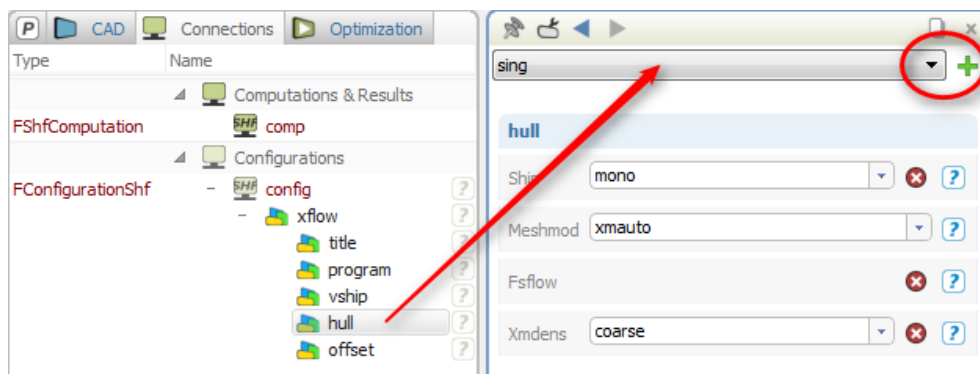 P CAD Connections Optimization
Type Name
Computations & Results
FShfComputation SHF comp
Configurations
FConfigurationShf - SHF config ?
- xflow ?
title ?
program ?
vship ?
hull ?
offset ?
sing
hull
Ship mono ?
Meshmod xmauto ?
Fsflow ?
Xmdens coarse ?